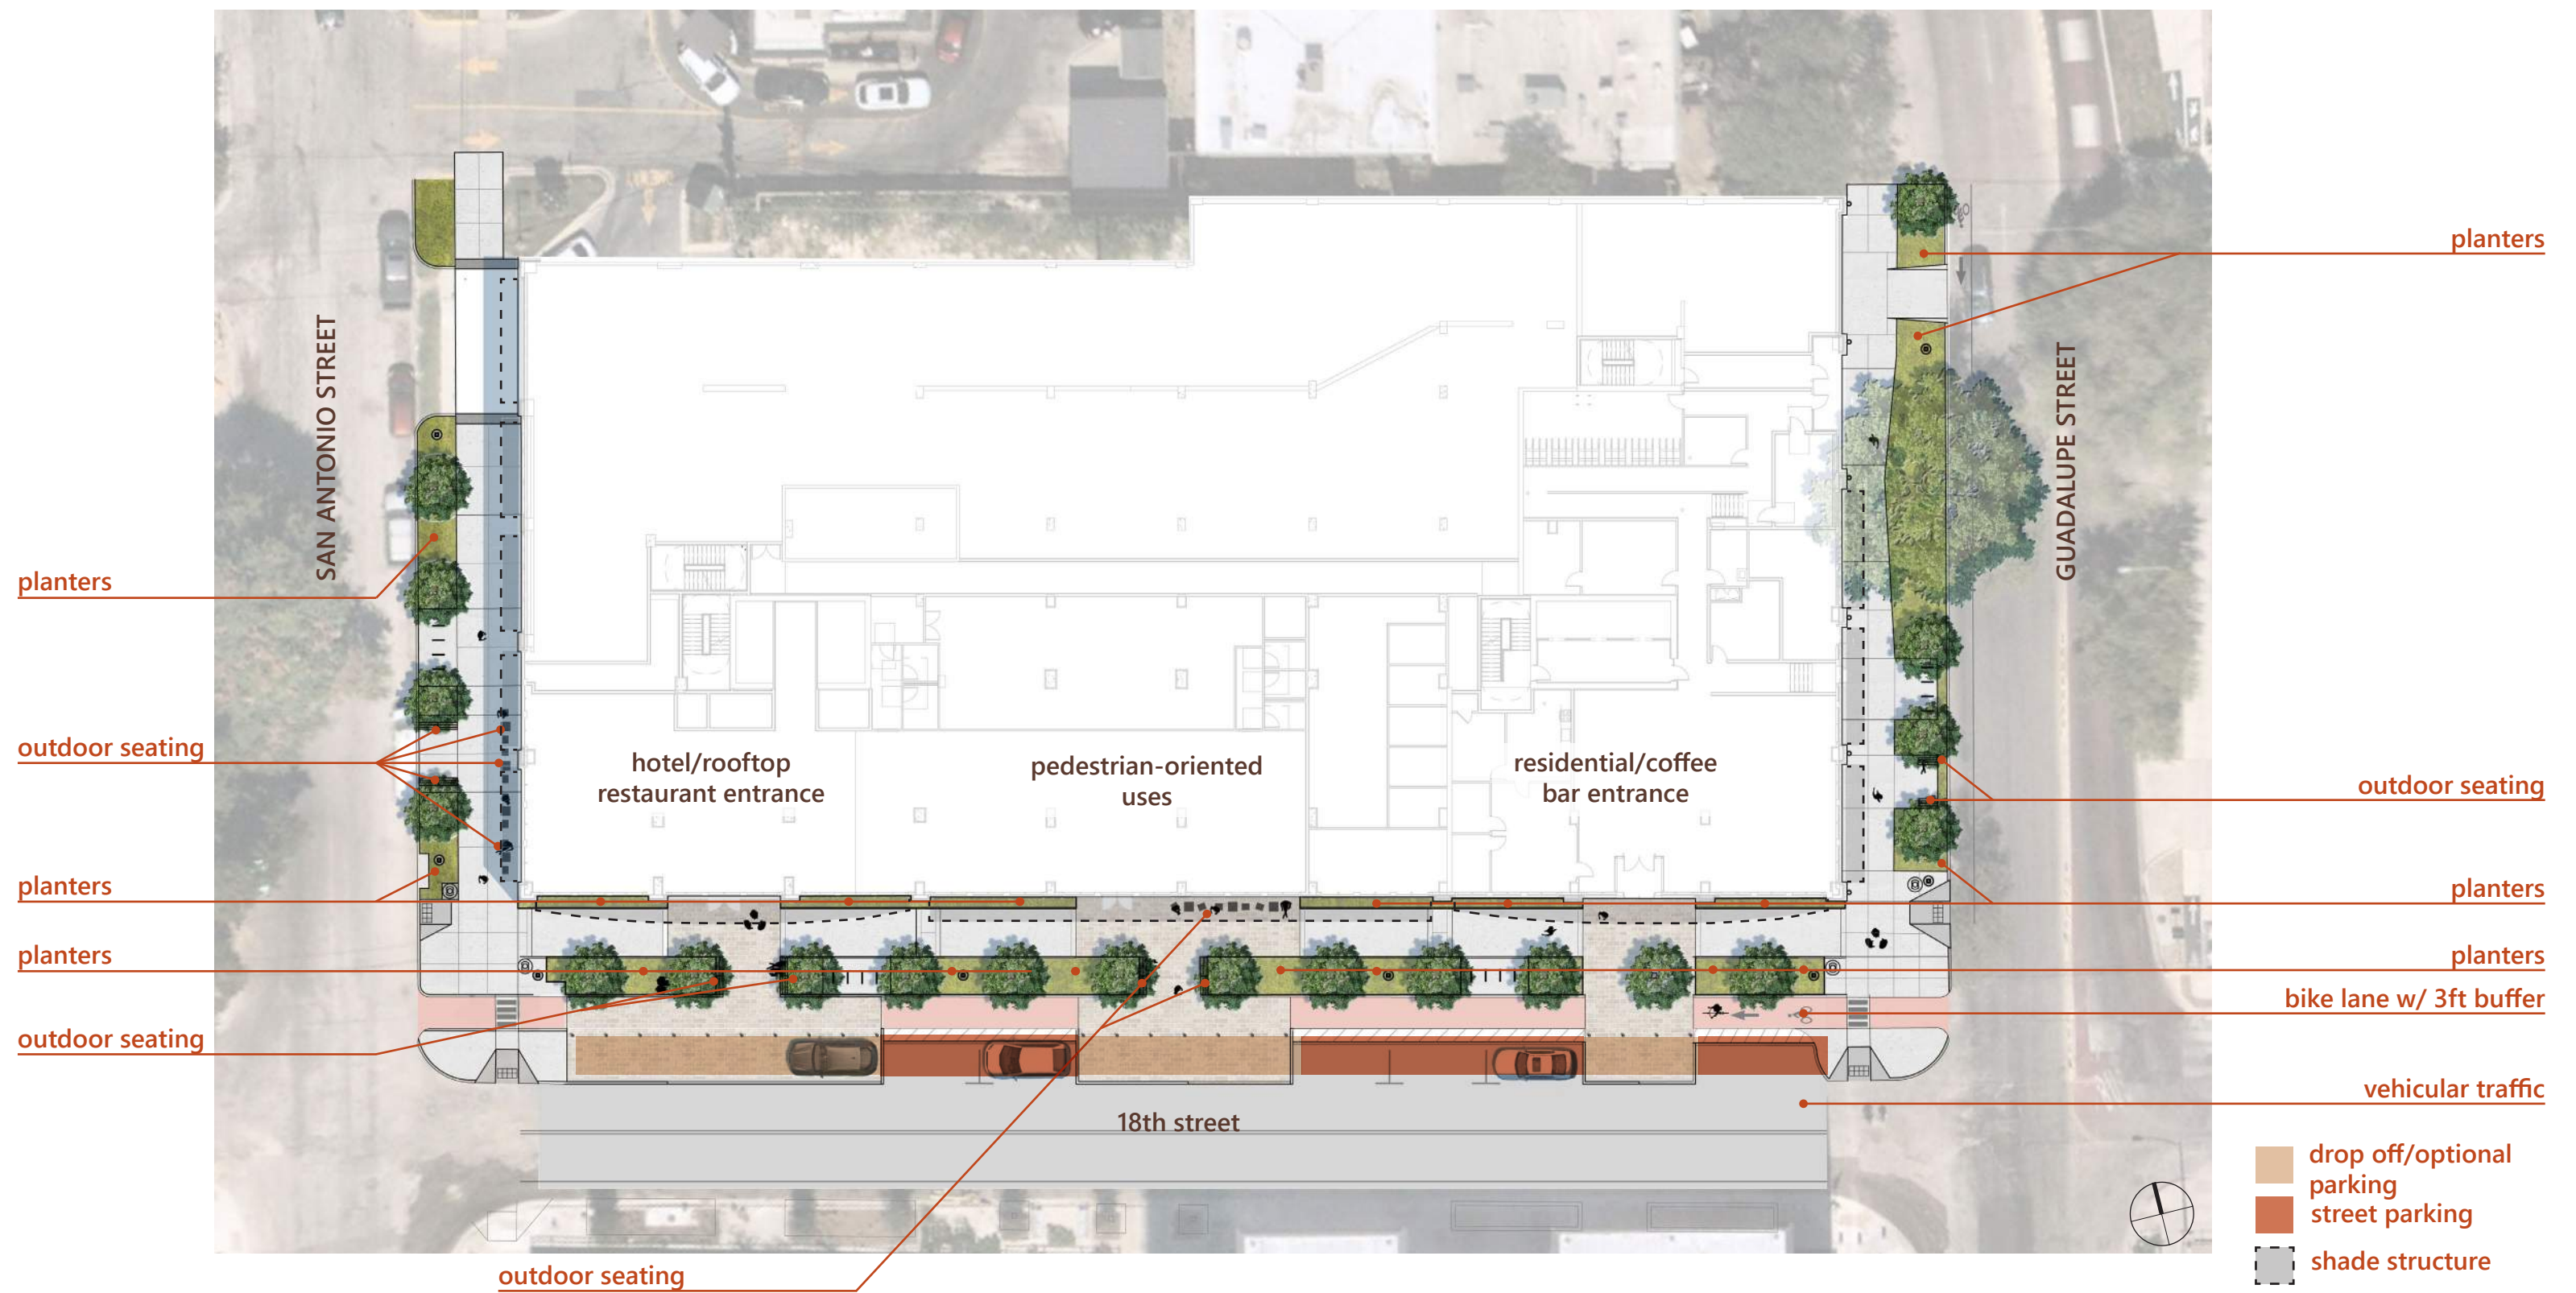 planters
SAN ANTONIO STREET
GUADALUPE STREET
planters
outdoor seating
hotel/rooftop
restaurant entrance
pedestrian-oriented
uses
residential/coffee
bar entrance
outdoor seating
planters
planters
planters
planters
bike lane w/ 3ft buffer
outdoor seating
vehicular traffic
18th street
drop off/optional
parking
street parking
shade structure
outdoor seating